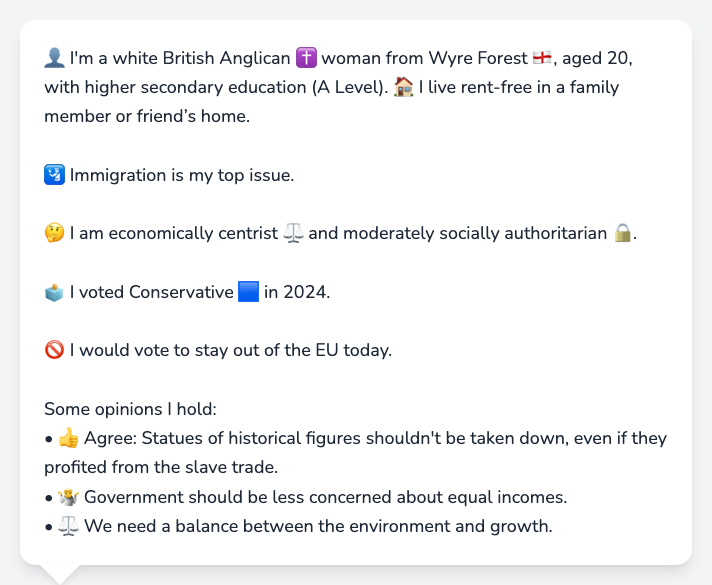 👤 I'm a white British Anglican ✝️ woman from Wyre Forest 🏴󠁧󠁢󠁥󠁮󠁧󠁿, aged 20,
with higher secondary education (A Level). 🏠 I live rent-free in a family
member or friend’s home.
🛂 Immigration is my top issue.
🤔 I am economically centrist ⚖️ and moderately socially authoritarian 🔒.
🗳️ I voted Conservative 🟦 in 2024.
🚫 I would vote to stay out of the EU today.
Some opinions I hold:
• 👍 Agree: Statues of historical figures shouldn't be taken down, even if they
profited from the slave trade.
• 🤷 Government should be less concerned about equal incomes.
• ⚖️ We need a balance between the environment and growth.